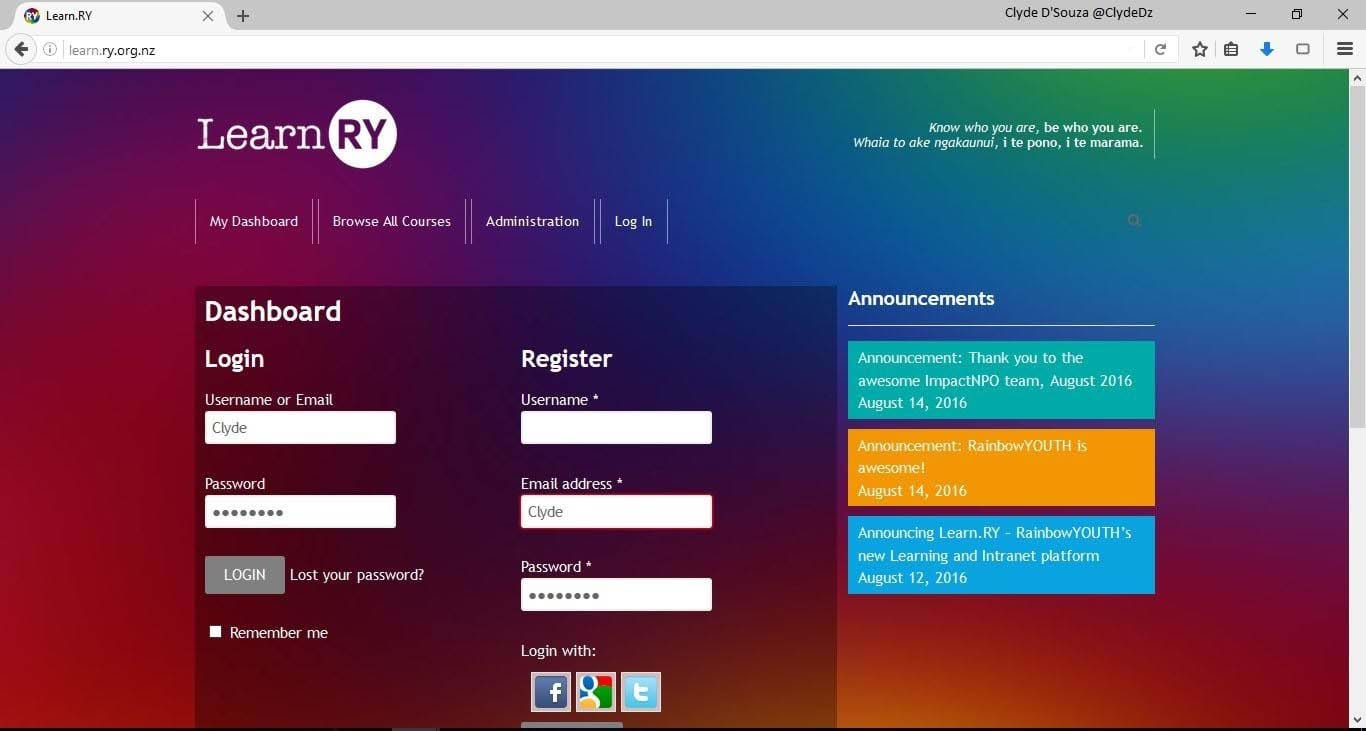 Learn.RY
Clyde D'Souza @ClydeDz
learn.ry.org.nz
Learn RY
Know who you are, be who you are.
Whaia to ake ngakaunui, i te pono, i te marama.
My Dashboard
Browse All Courses
Administration
Log In
Dashboard
Login
Username or Email
Clyde
Password
LOGIN
Lost your password?
Remember me
Register
Username *
Email address *
Clyde
Password *
Login with:
Announcements
Announcement: Thank you to the
awesome ImpactNPO team, August 2016
August 14, 2016
Announcement: RainbowYOUTH is
awesome!
August 14, 2016
Announcing Learn.RY – RainbowYOUTH’s
new Learning and Intranet platform
August 12, 2016